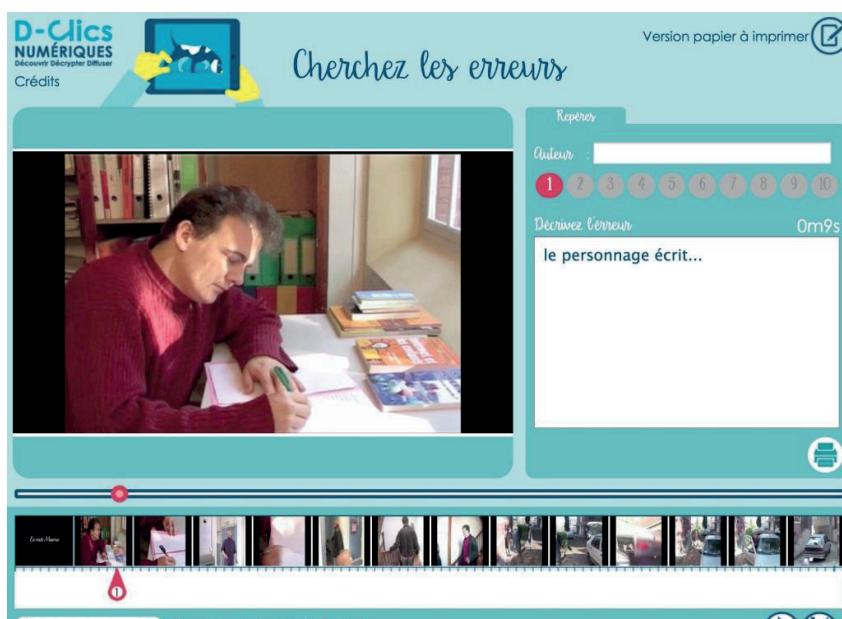 D-Clics
NUMÉRIQUES
Découvrir Décrypter Diffuser
Crédits
Cherchez les erreurs
Version papier à imprimer
Repères
Auteur :
1 2 3 4 5 6 7 8 9 10
Décrivez l'erreur 0m9s
le personnage écrit...
1